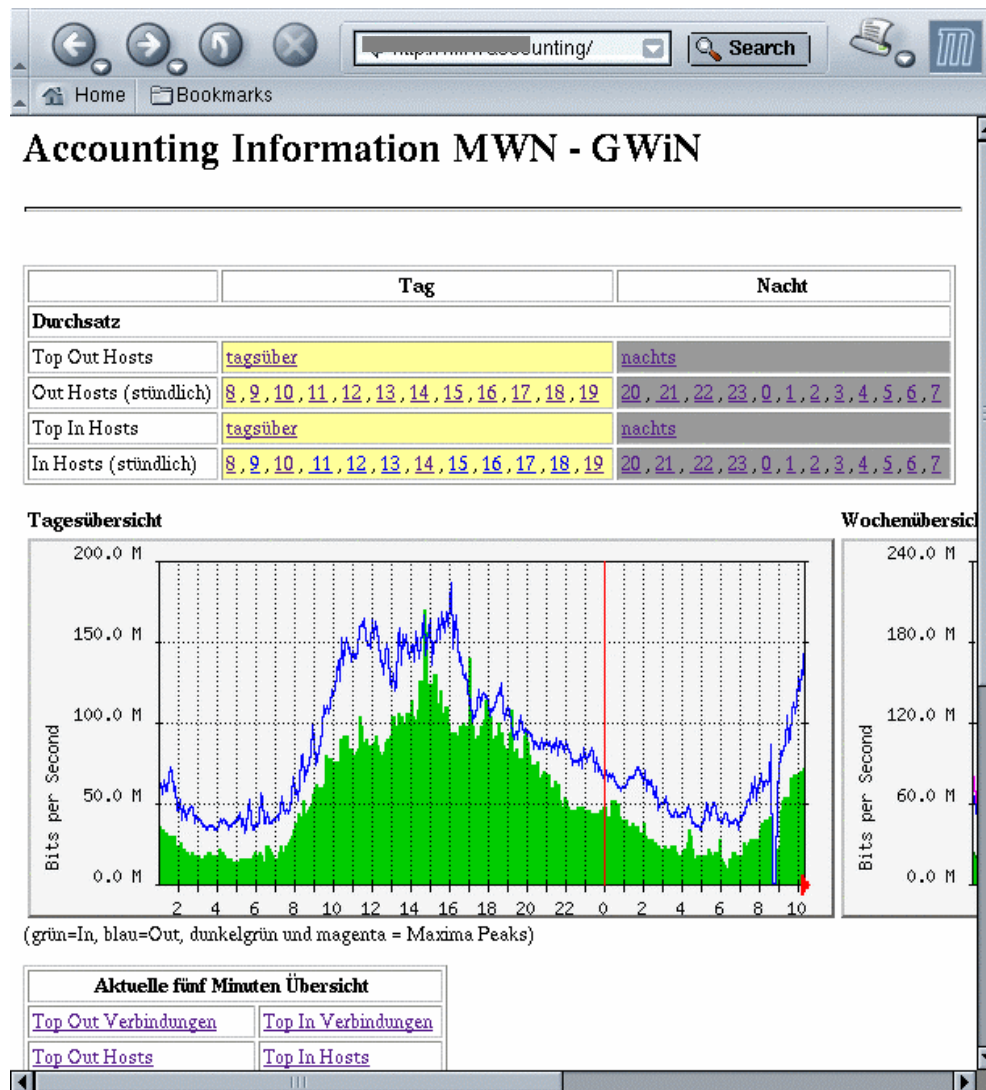 unting/
Search
Home Bookmarks
Accounting Information MWN - GWiN
Tag Nacht
Durchsatz
Top Out Hosts tagsüber nachts
Out Hosts (stündlich) 8 , 9 , 10 , 11 , 12 , 13 , 14 , 15 , 16 , 17 , 18 , 19 20 , 21 , 22 , 23 , 0 , 1 , 2 , 3 , 4 , 5 , 6 , 7
Top In Hosts tagsüber nachts
In Hosts (stündlich) 8 , 9 , 10 , 11 , 12 , 13 , 14 , 15 , 16 , 17 , 18 , 19 20 , 21 , 22 , 23 , 0 , 1 , 2 , 3 , 4 , 5 , 6 , 7
Tagesübersicht
200.0 M
150.0 M
100.0 M
50.0 M
0.0 M
Bits per Second
2 4 6 8 10 12 14 16 18 20 22 0 2 4 6 8 10
Wochenübersic
240.0 M
180.0 M
120.0 M
60.0 M
0.0 M
Bits per Second
(grün=In, blau=Out, dunkelgrün und magenta = Maxima Peaks)
Aktuelle fünf Minuten Übersicht
Top Out Verbindungen Top In Verbindungen
Top Out Hosts Top In Hosts